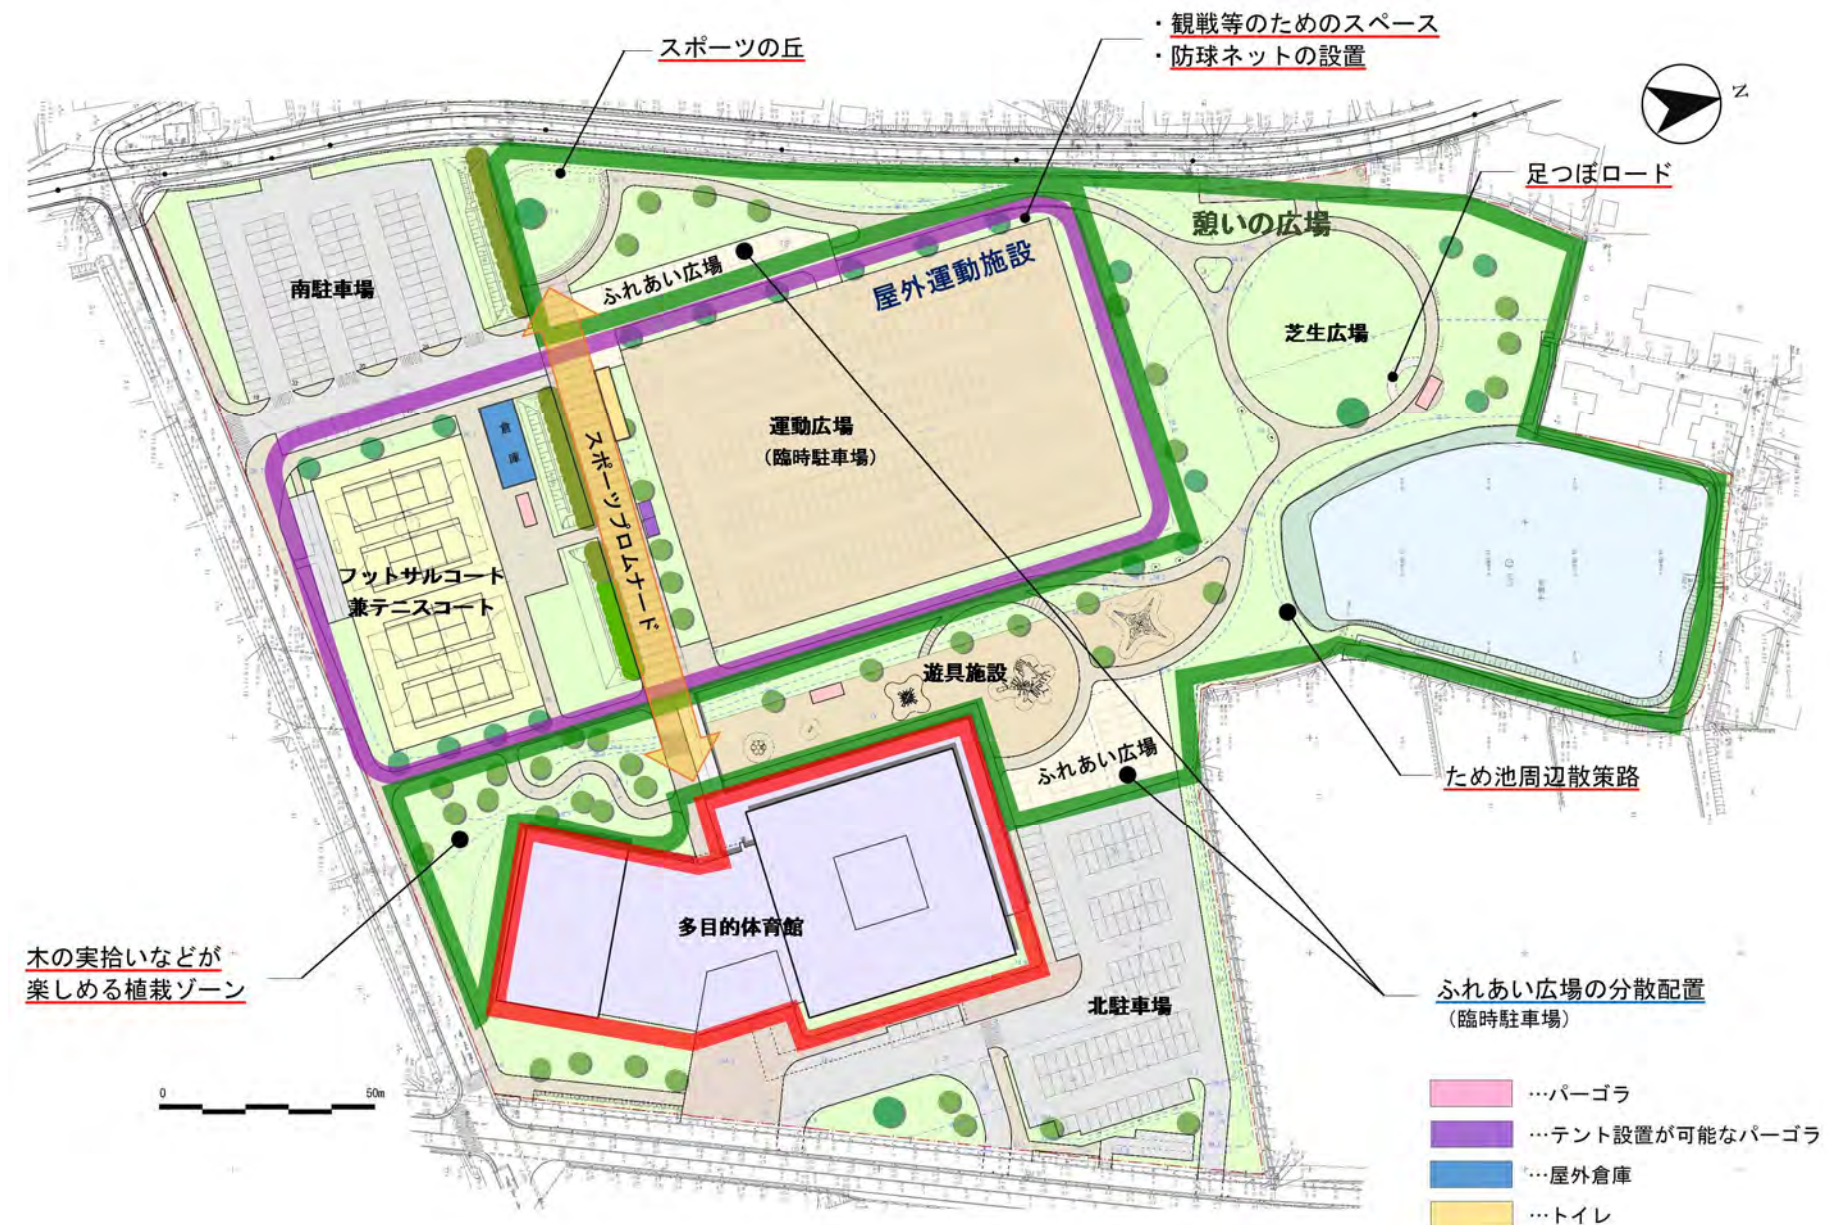 ・観戦等のためのスペース
・防球ネットの設置
スポーツの丘
N
足つぼロード
憩いの広場
南駐車場
ふれあい広場
屋外運動施設
芝生広場
運動広場
(臨時駐車場)
倉
庫
スポーツプロムナード
フットサルコート
兼テニスコート
遊具施設
ふれあい広場
ため池周辺散策路
多目的体育館
木の実拾いなどが
楽しめる植栽ゾーン
北駐車場
ふれあい広場の分散配置
(臨時駐車場)
0 50m
…パーゴラ
…テント設置が可能なパーゴラ
…屋外倉庫
…トイレ